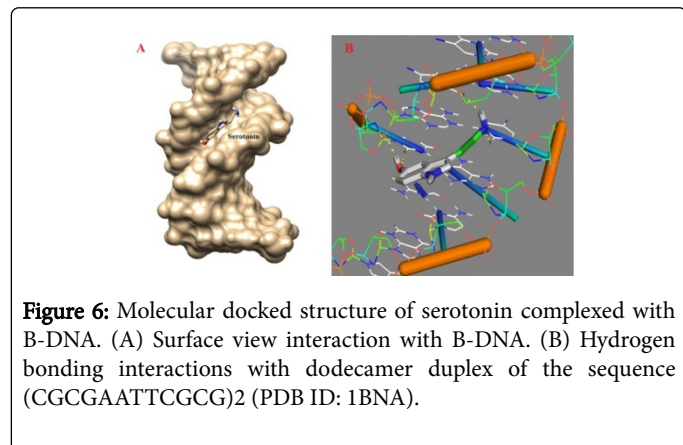 A
B
Serotonin
Figure 6: Molecular docked structure of serotonin complexed with
B-DNA. (A) Surface view interaction with B-DNA. (B) Hydrogen
bonding interactions with dodecamer duplex of the sequence
(CGCGAATTCGCG)2 (PDB ID: 1BNA).